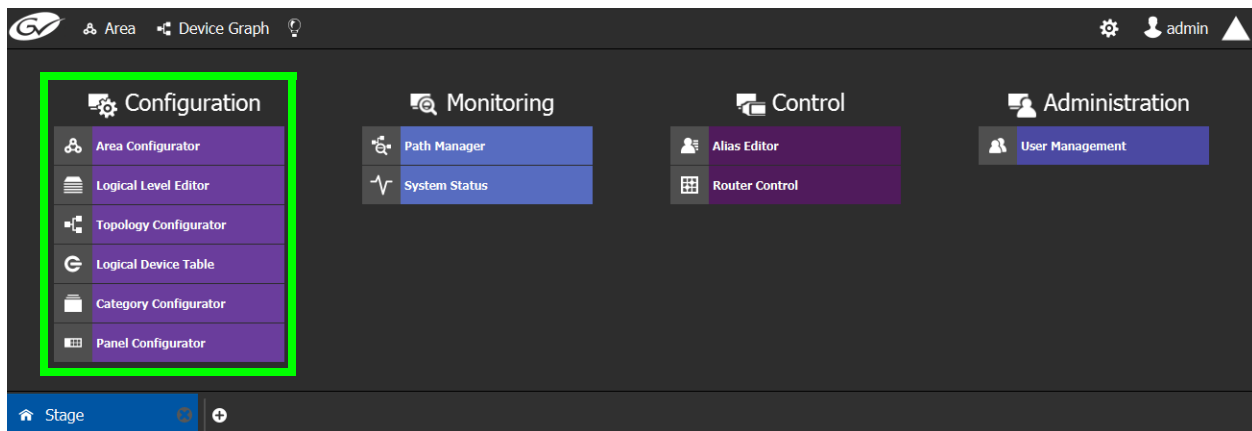 GV Area Device Graph admin
Configuration
Area Configurator
Logical Level Editor
Topology Configurator
Logical Device Table
Category Configurator
Panel Configurator
Monitoring
Path Manager
System Status
Control
Alias Editor
Router Control
Administration
User Management
Stage